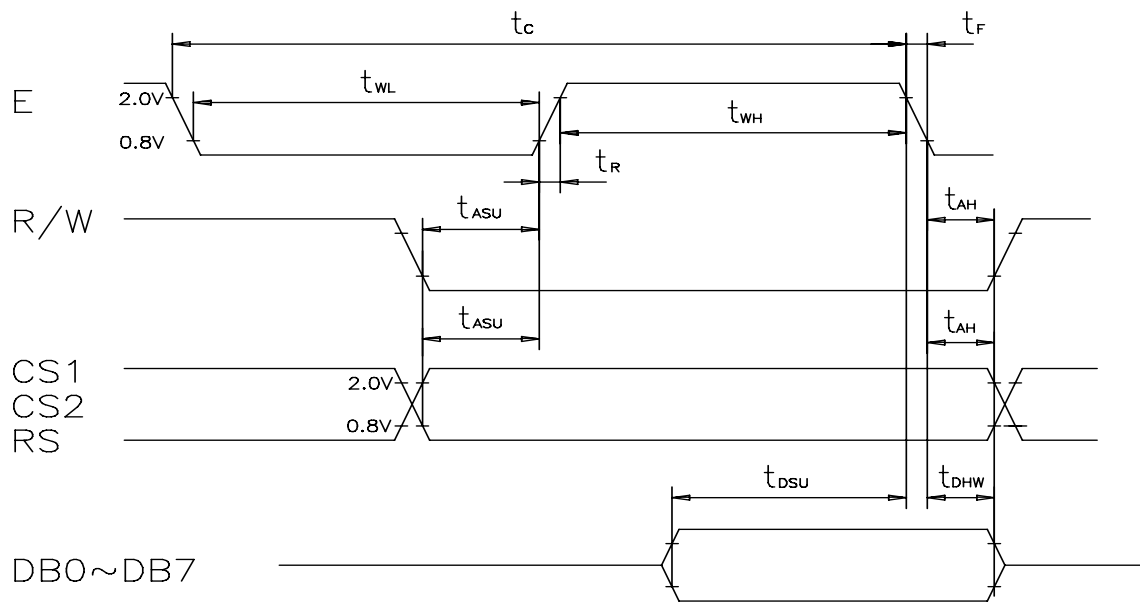 tC tF
E
2.0V
tWL
0.8V
tWH
tR
R/W
tASU tAH
tASU tAH
CS1
2.0V
CS2
0.8V
RS
tDSU tDHW
DB0~DB7